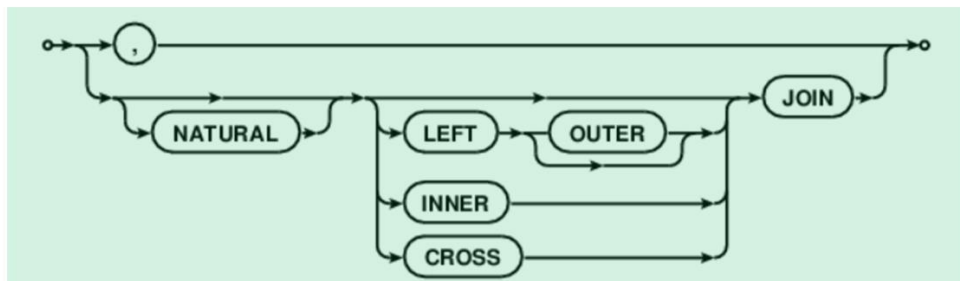 ,
JOIN
NATURAL LEFT OUTER
INNER
CROSS